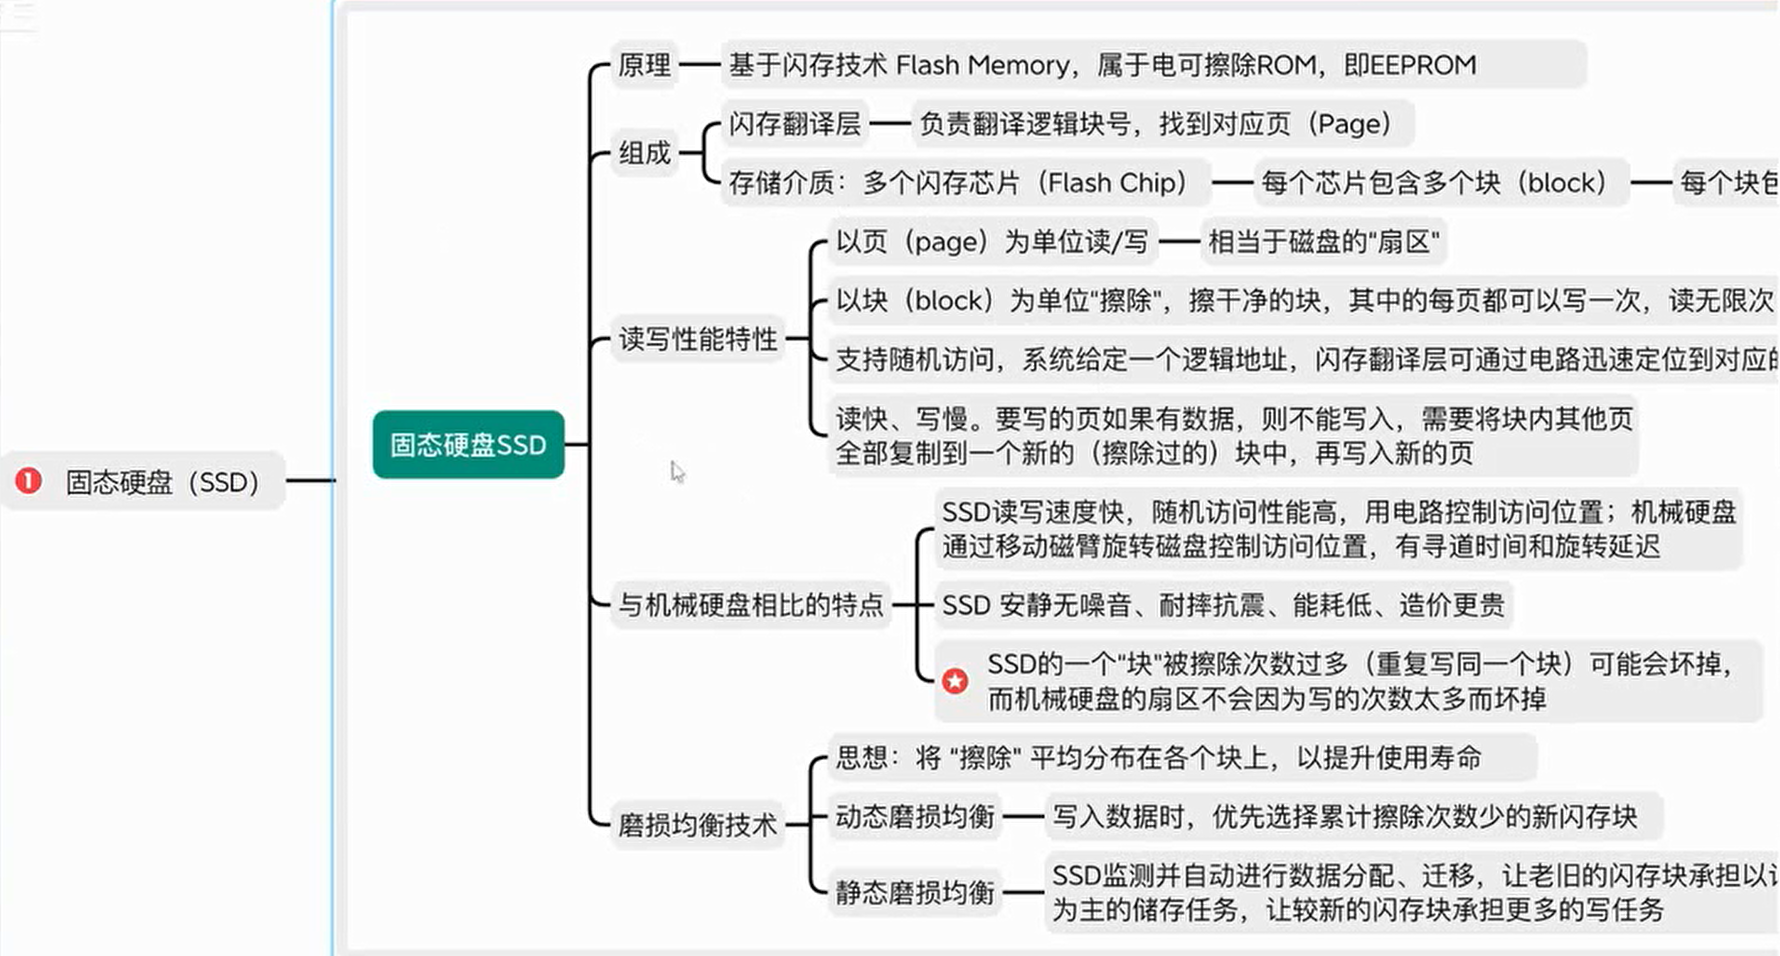 原理
基于闪存技术 Flash Memory，属于电可擦除ROM，即EEPROM
组成
闪存翻译层
负责翻译逻辑块号，找到对应页（Page）
存储介质：多个闪存芯片（Flash Chip）
每个芯片包含多个块（block）
每个块包
读写性能特性
以页（page）为单位读/写
相当于磁盘的"扇区"
以块（block）为单位"擦除"，擦干净的块，其中的每页都可以写一次，读无限次
支持随机访问，系统给定一个逻辑地址，闪存翻译层可通过电路迅速定位到对应的
读快、写慢。要写的页如果有数据，则不能写入，需要将块内其他页
全部复制到一个新的（擦除过的）块中，再写入新的页
固态硬盘SSD
1 固态硬盘（SSD）
与机械硬盘相比的特点
SSD读写速度快，随机访问性能高，用电路控制访问位置；机械硬盘
通过移动磁臂旋转磁盘控制访问位置，有寻道时间和旋转延迟
SSD 安静无噪音、耐摔抗震、能耗低、造价更贵
SSD的一个"块"被擦除次数过多（重复写同一个块）可能会坏掉，
而机械硬盘的扇区不会因为写的次数太多而坏掉
磨损均衡技术
思想：将 "擦除" 平均分布在各个块上，以提升使用寿命
动态磨损均衡
写入数据时，优先选择累计擦除次数少的新闪存块
静态磨损均衡
SSD监测并自动进行数据分配、迁移，让老旧的闪存块承担以
为主的储存任务，让较新的闪存块承担更多的写任务